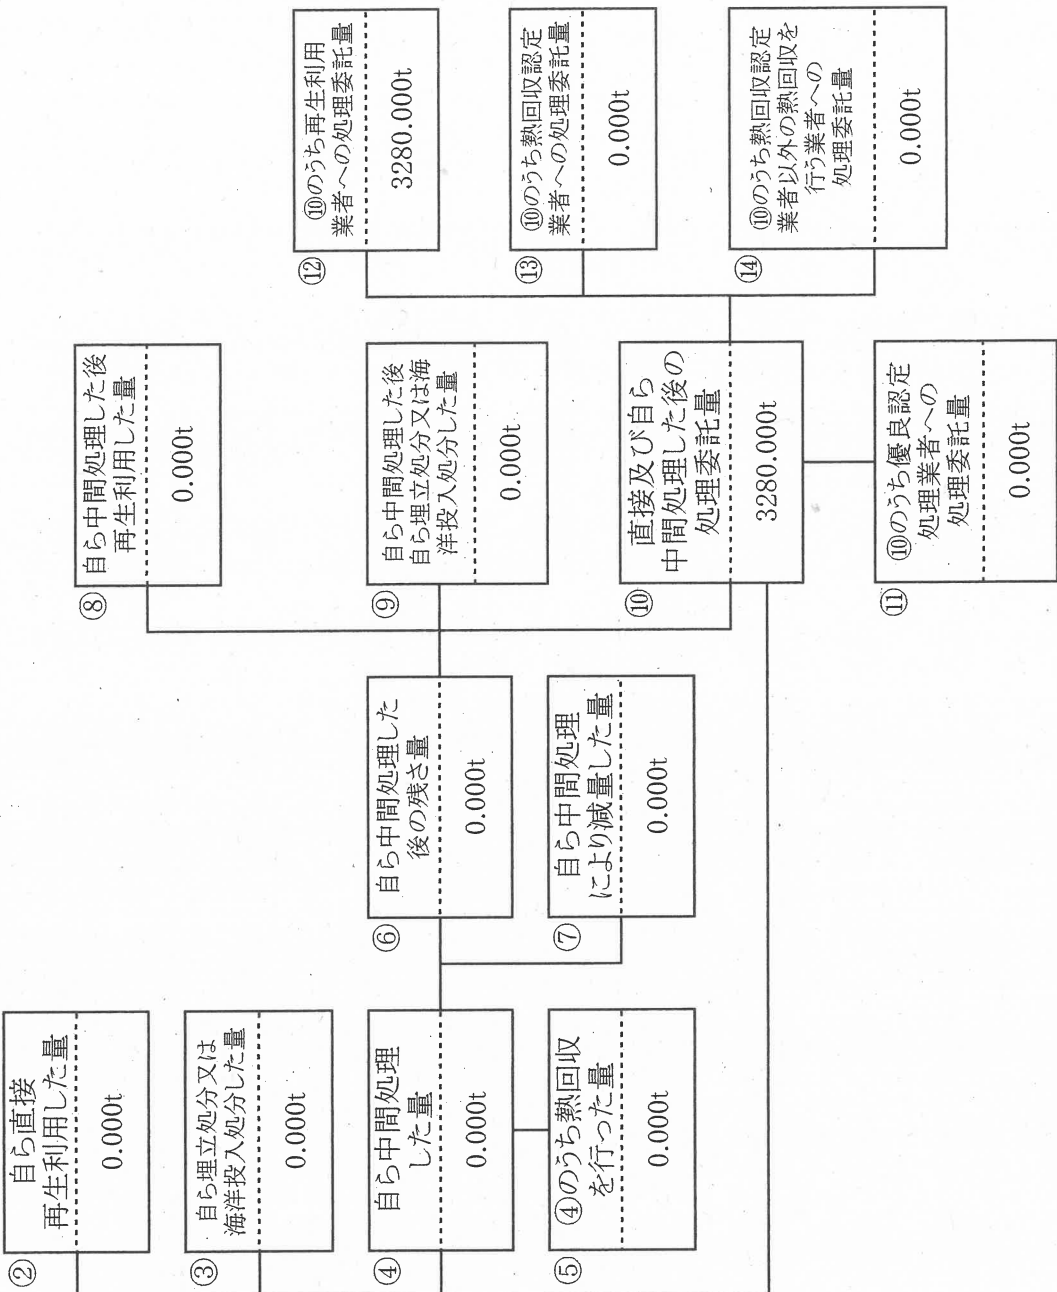 ②
自ら直接
再生利用した量
0.000t
③
自ら埋立処分又は
海洋投入処分した量
0.000t
④
自ら中間処理
した量
0.000t
⑤
④のうち熱回収
を行った量
0.000t
⑥
自ら中間処理した
後の残さ量
0.000t
⑦
自ら中間処理
により減量した量
0.000t
⑧
自ら中間処理した後
再生利用した量
0.000t
⑨
自ら中間処理した後
自ら埋立処分又は海
洋投入処分した量
0.000t
⑩
直接及び自ら
中間処理した後の
処理委託量
3280.000t
⑪
⑩のうち優良認定
処理業者への
処理委託量
0.000t
⑫
⑩のうち再生利用
業者への処理委託量
3280.000t
⑬
⑩のうち熱回収認定
業者への処理委託量
0.000t
⑭
⑩のうち熱回収認定
業者以外の熱回収を
行う業者への
処理委託量
0.000t